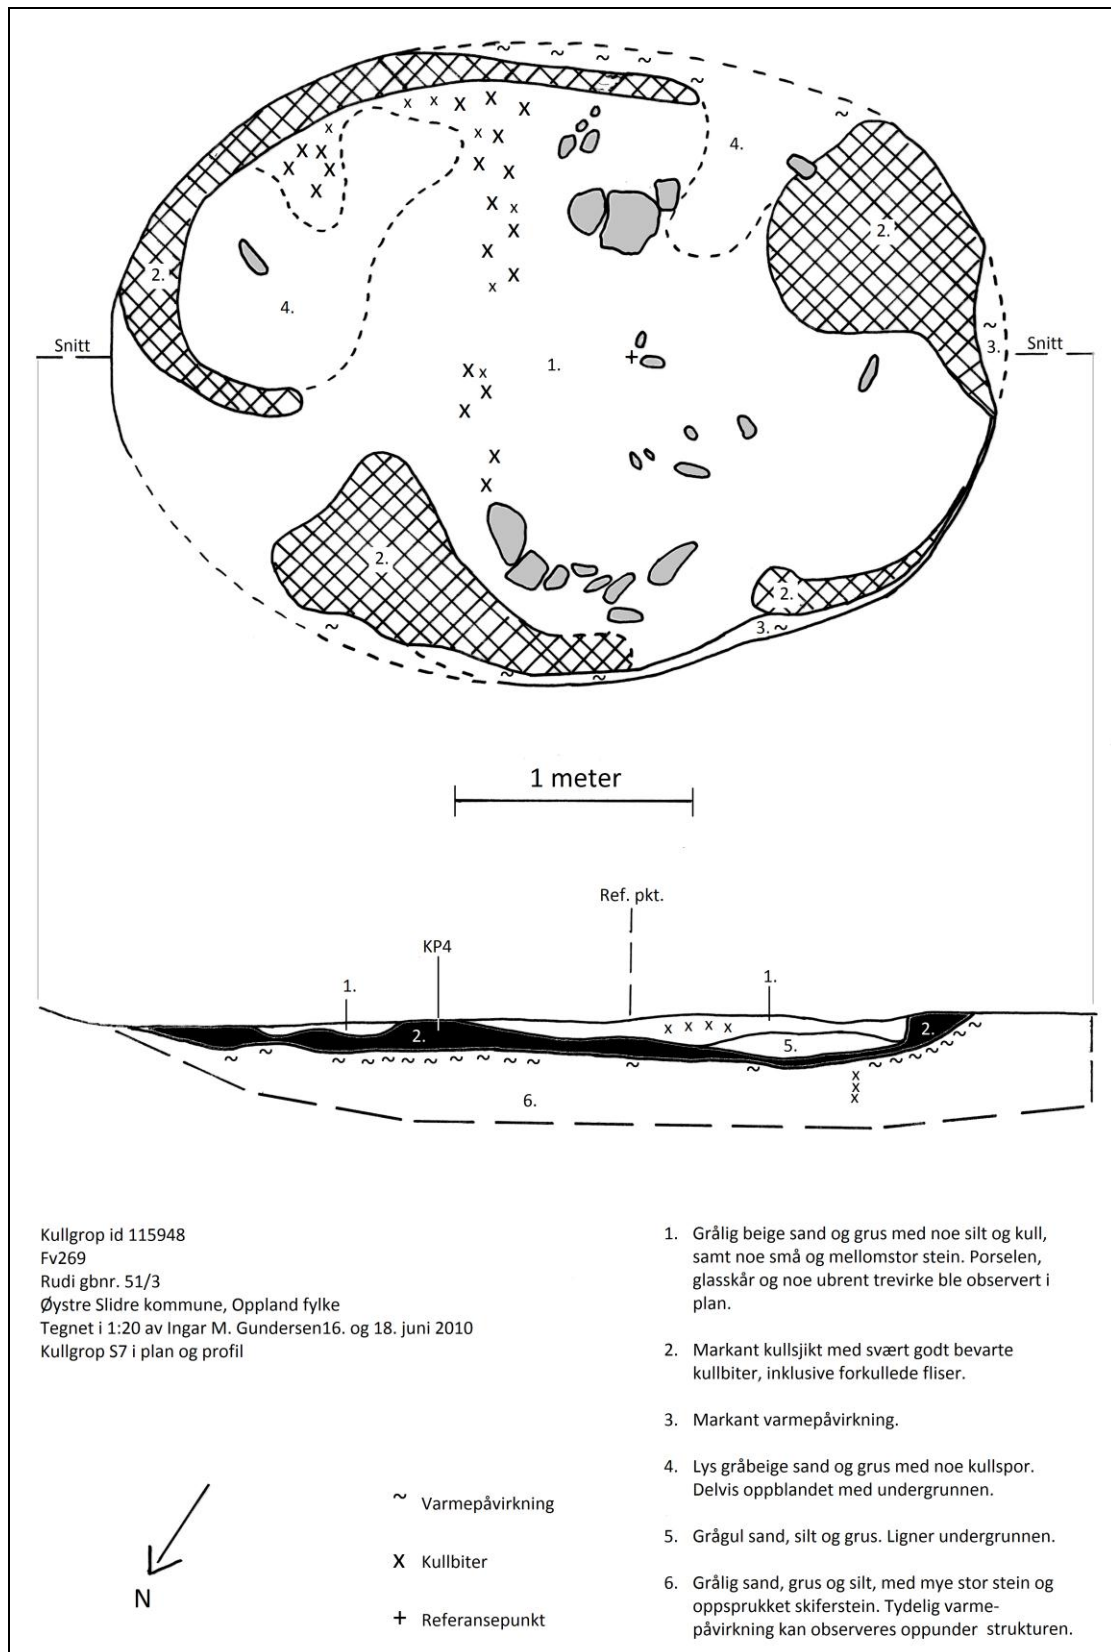 2.
4.
2.
4.
Snitt
1.
3.
Snitt
2.
2.
3.
1 meter
Ref. pkt.
KP4
1.
1.
2.
2.
5.
6.
Kullgrop id 115948
Fv269
Rudi gbnr. 51/3
Øystre Slidre kommune, Oppland fylke
Tegnet i 1:20 av Ingar M. Gundersen16. og 18. juni 2010
Kullgrop S7 i plan og profil
N
~ Varmepåvirkning
X Kullbiter
+ Referansepunkt
1. Grålig beige sand og grus med noe silt og kull,
samt noe små og mellomstor stein. Porselen,
glasskår og noe ubrent trevirke ble observert i
plan.
2. Markant kullsjikt med svært godt bevarte
kullbiter, inklusive forkullede fliser.
3. Markant varmepåvirkning.
4. Lys gråbeige sand og grus med noe kullspor.
Delvis oppblandet med undergrunnen.
5. Grågul sand, silt og grus. Ligner undergrunnen.
6. Grålig sand, grus og silt, med mye stor stein og
oppsprukket skiferstein. Tydelig varme-
påvirkning kan observeres oppunder strukturen.